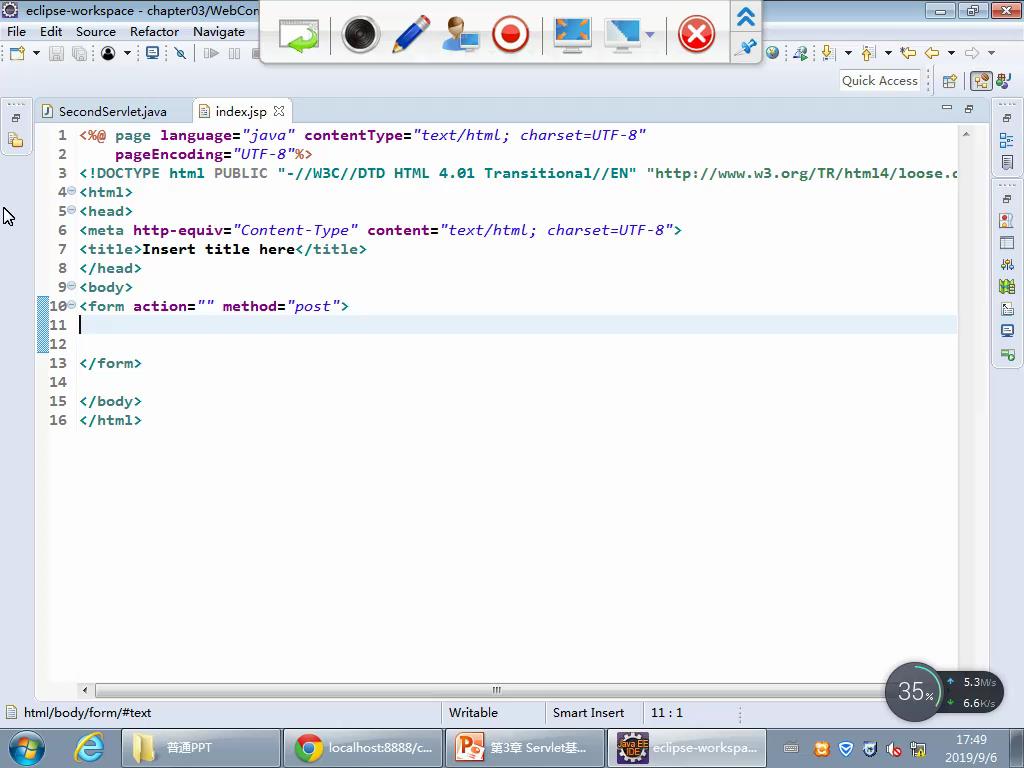 eclipse-workspace - chapter03/WebCon
File Edit Source Refactor Navigate
Quick Access
SecondServlet.java index.jsp
1 <%@ page language="java" contentType="text/html; charset=UTF-8"
2 pageEncoding="UTF-8"%>
3 <!DOCTYPE html PUBLIC "-//W3C//DTD HTML 4.01 Transitional//EN" "http://www.w3.org/TR/html4/loose.c
4 <html>
5 <head>
6 <meta http-equiv="Content-Type" content="text/html; charset=UTF-8">
7 <title>Insert title here</title>
8 </head>
9 <body>
10 <form action="" method="post">
11
12
13 </form>
14
15 </body>
16 </html>
35% 5.3M/s
6.6K/s
html/body/form/#text Writable Smart Insert 11 : 1
普通PPT localhost:8888/c... 第3章 Servlet基... eclipse-workspa... 17:49
2019/9/6